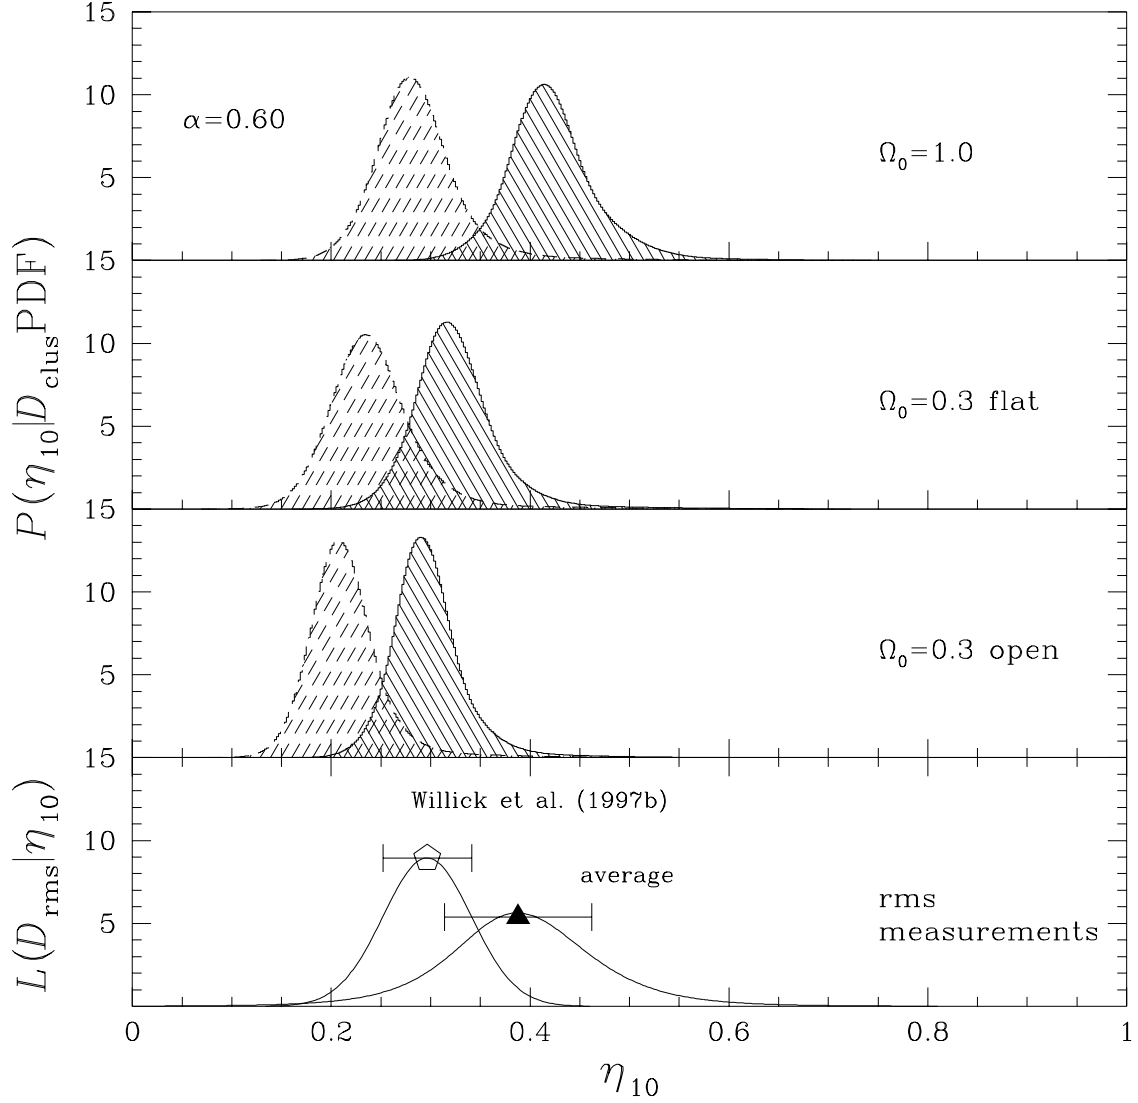 15
10
5
α=0.60
Ω₀=1.0
15
10
5
Ω₀=0.3 flat
P(η₁₀|D_clus PDF)
15
10
5
Ω₀=0.3 open
15
10
5
Willick et al. (1997b)
average
rms
measurements
L(D_rms|η₁₀)
0 0.2 0.4 0.6 0.8 1
η₁₀